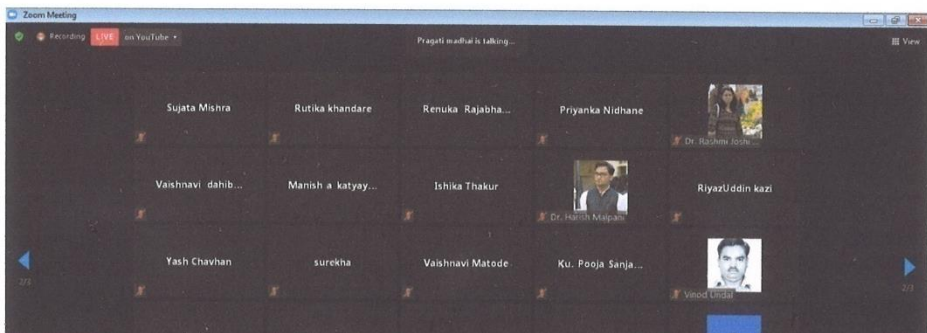 Zoom Meeting
Recording LIVE on YouTube
Pragati madhai is talking...
View
Sujata Mishra
Rutika khandare
Renuka Rajabha...
Priyanka Nidhane
Dr. Rashmi Joshi...
Vaishnavi dahib...
Manish a katyay...
Ishika Thakur
Dr. Harish Malpani
RiyazUddin kazi
Yash Chavhan
surekha
Vaishnavi Matode
Ku. Pooja Sanja...
Vinod Undal
2/3
2/3